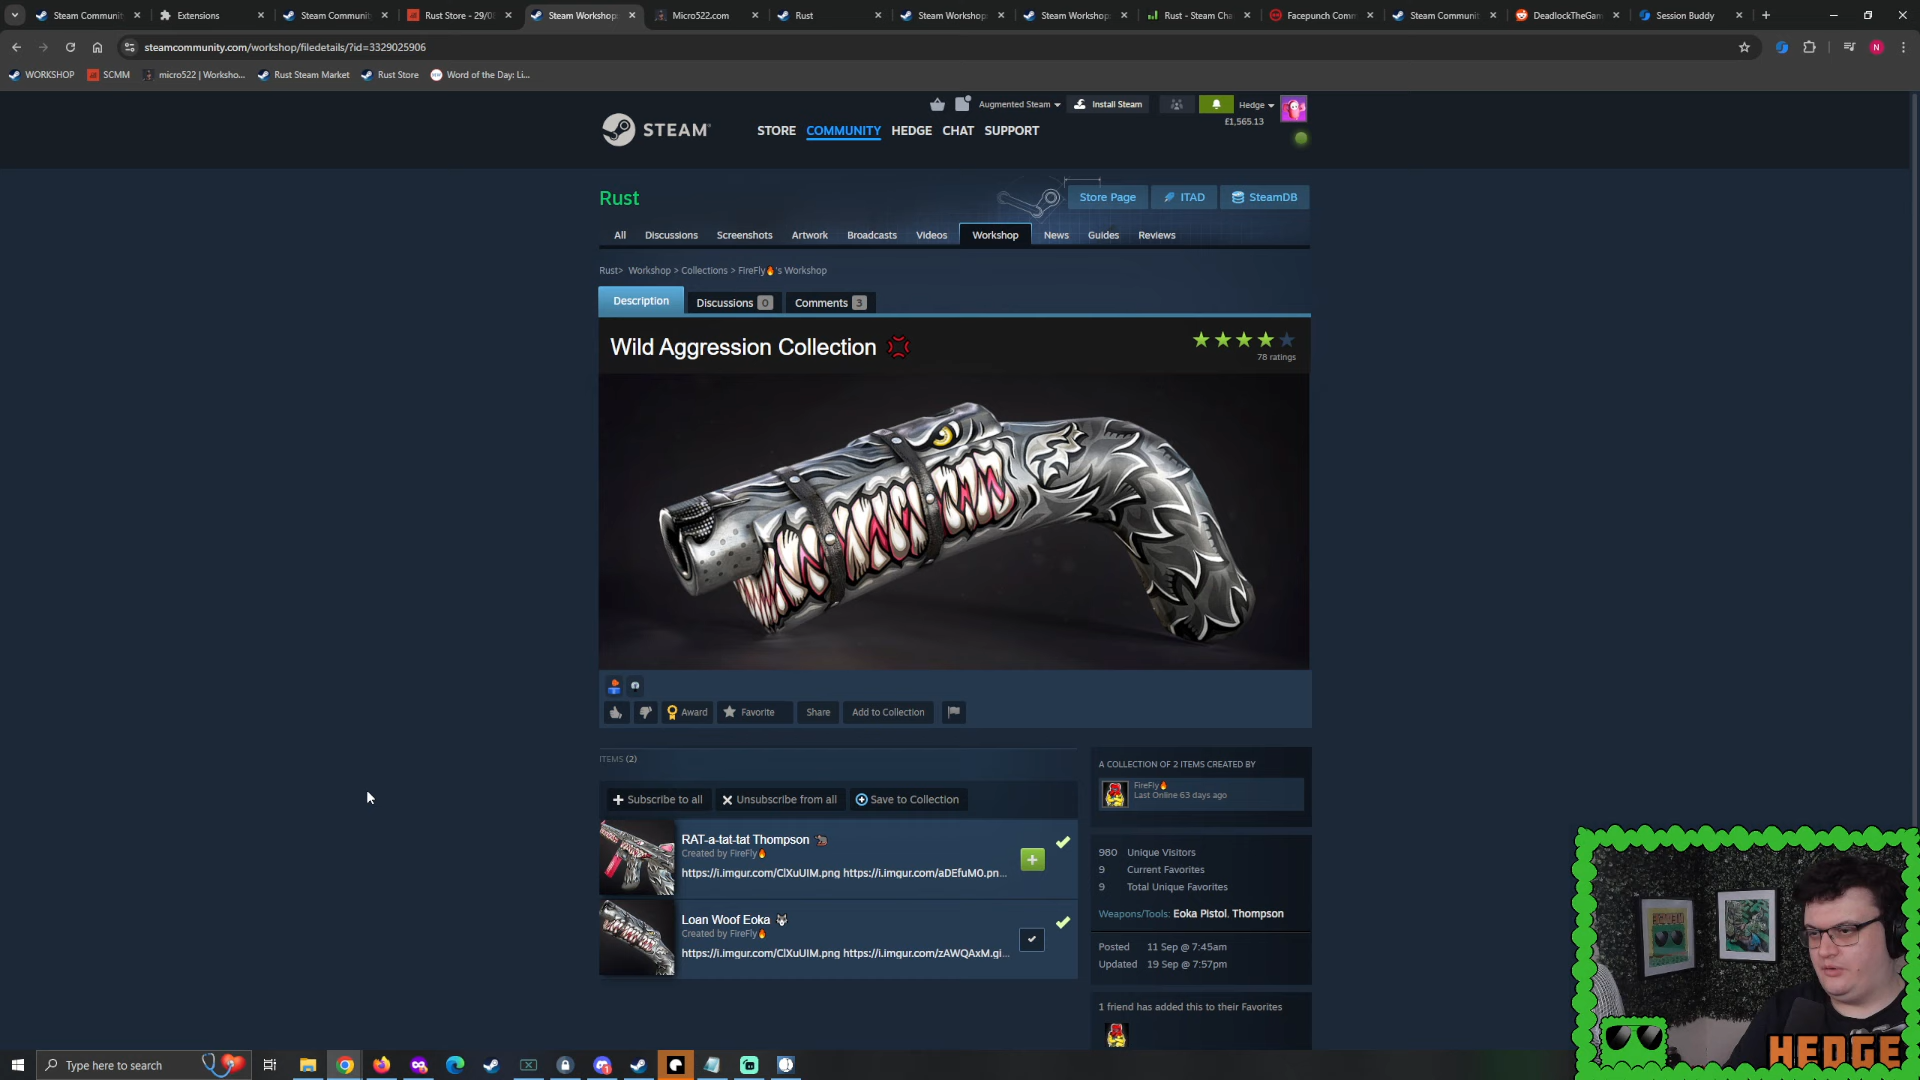 Steam Communit
Extensions
Steam Communit
Rust Store - 29/0
Steam Workshop:
Micro522.com
Rust
Steam Workshop
Steam Workshop:
Rust - Steam Cha
Facepunch Comm
Steam Communit
DeadlockTheGam
Session Buddy
steamcommunity.com/workshop/filedetails/?id=3329025906
N
WORKSHOP
SCMM
micro522 | Worksho...
Rust Steam Market
Rust Store
Word of the Day: Li...
Augmented Steam
Install Steam
Hedge
£1,565.13
STEAM
STORE
COMMUNITY
HEDGE
CHAT
SUPPORT
Rust
Store Page
ITAD
SteamDB
All
Discussions
Screenshots
Artwork
Broadcasts
Videos
Workshop
News
Guides
Reviews
Rust> Workshop > Collections > FireFly🔥's Workshop
Description
Discussions 0
Comments 3
Wild Aggression Collection 💢
78 ratings
Award
Favorite
Share
Add to Collection
ITEMS (2)
Subscribe to all
Unsubscribe from all
Save to Collection
RAT-a-tat-tat Thompson 🐀
Created by FireFly🔥
https://i.imgur.com/ClXuUIM.png https://i.imgur.com/aDEfuM0.pn...
Loan Woof Eoka 🐺
Created by FireFly🔥
https://i.imgur.com/ClXuUIM.png https://i.imgur.com/zAWQAxM.gi...
A COLLECTION OF 2 ITEMS CREATED BY
FireFly🔥
Last Online 63 days ago
980 Unique Visitors
9 Current Favorites
9 Total Unique Favorites
Weapons/Tools: Eoka Pistol, Thompson
Posted 11 Sep @ 7:45am
Updated 19 Sep @ 7:57pm
1 friend has added this to their Favorites
Type here to search
HEDGE